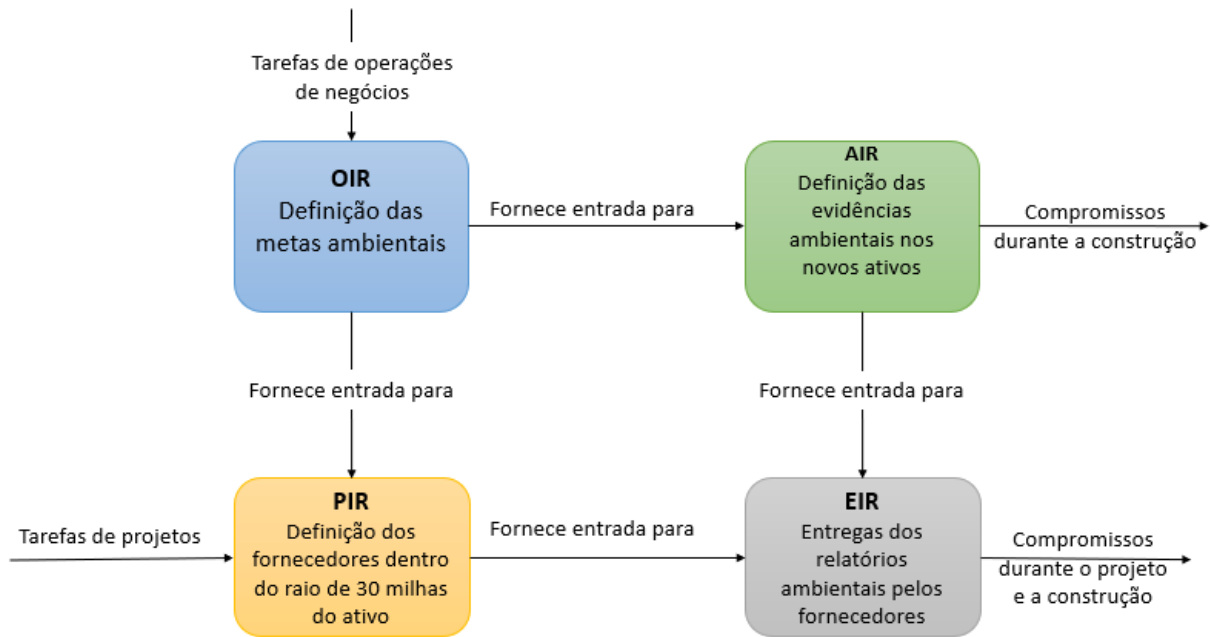 Tarefas de operações
de negócios
OIR
Definição das
metas ambientais
Fornece entrada para
AIR
Definição das
evidências
ambientais nos
novos ativos
Compromissos
durante a construção
Fornece entrada para
Fornece entrada para
Tarefas de projetos
PIR
Definição dos
fornecedores dentro
do raio de 30 milhas
do ativo
Fornece entrada para
EIR
Entregas dos
relatórios
ambientais pelos
fornecedores
Compromissos
durante o projeto
e a construção